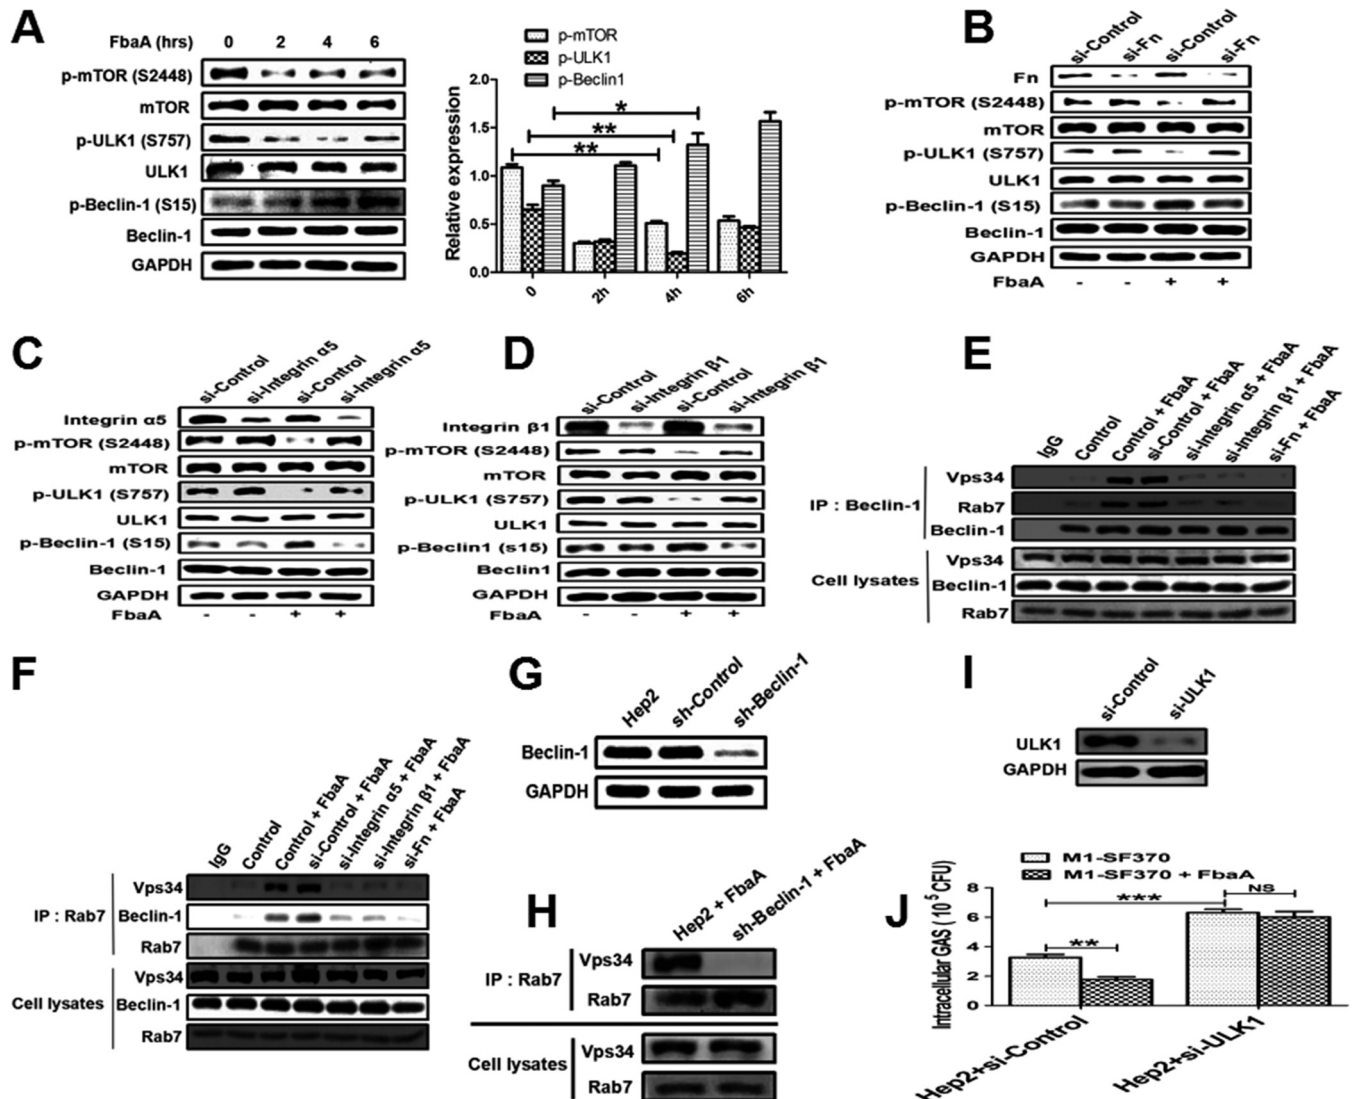 A
FbaA (hrs) 0 2 4 6
p-mTOR (S2448)
mTOR
p-ULK1 (S757)
ULK1
p-Beclin-1 (S15)
Beclin-1
GAPDH
p-mTOR
p-ULK1
p-Beclin1
Relative expression
2.0
1.5
1.0
0.5
0.0
*
**
**
0 2h 4h 6h
B
si-Control si-Fn si-Control si-Fn
Fn
p-mTOR (S2448)
mTOR
p-ULK1 (S757)
ULK1
p-Beclin-1 (S15)
Beclin-1
GAPDH
FbaA - - + +
C
si-Control si-Integrin α5 si-Control si-Integrin α5
Integrin α5
p-mTOR (S2448)
mTOR
p-ULK1 (S757)
ULK1
p-Beclin-1 (S15)
Beclin-1
GAPDH
FbaA - - + +
D
si-Control si-Integrin β1 si-Control si-Integrin β1
Integrin β1
p-mTOR (S2448)
mTOR
p-ULK1 (S757)
ULK1
p-Beclin1 (s15)
Beclin1
GAPDH
FbaA - - + +
E
IgG Control Control + FbaA si-Control + FbaA si-Integrin α5 + FbaA si-Integrin β1 + FbaA si-Fn + FbaA
IP : Beclin-1
Vps34
Rab7
Beclin-1
Cell lysates
Vps34
Beclin-1
Rab7
F
IgG Control Control + FbaA si-Control + FbaA si-Integrin α5 + FbaA si-Integrin β1 + FbaA si-Fn + FbaA
IP : Rab7
Vps34
Beclin-1
Rab7
Cell lysates
Vps34
Beclin-1
Rab7
G
Hep2 sh-Control sh-Beclin-1
Beclin-1
GAPDH
H
Hep2 + FbaA sh-Beclin-1 + FbaA
IP : Rab7
Vps34
Rab7
Cell lysates
Vps34
Rab7
I
si-Control si-ULK1
ULK1
GAPDH
J
M1-SF370
M1-SF370 + FbaA
Intracellular GAS (10 5 CFU)
8
6
4
2
0
*** NS
**
Hep2+si-Control Hep2+si-ULK1